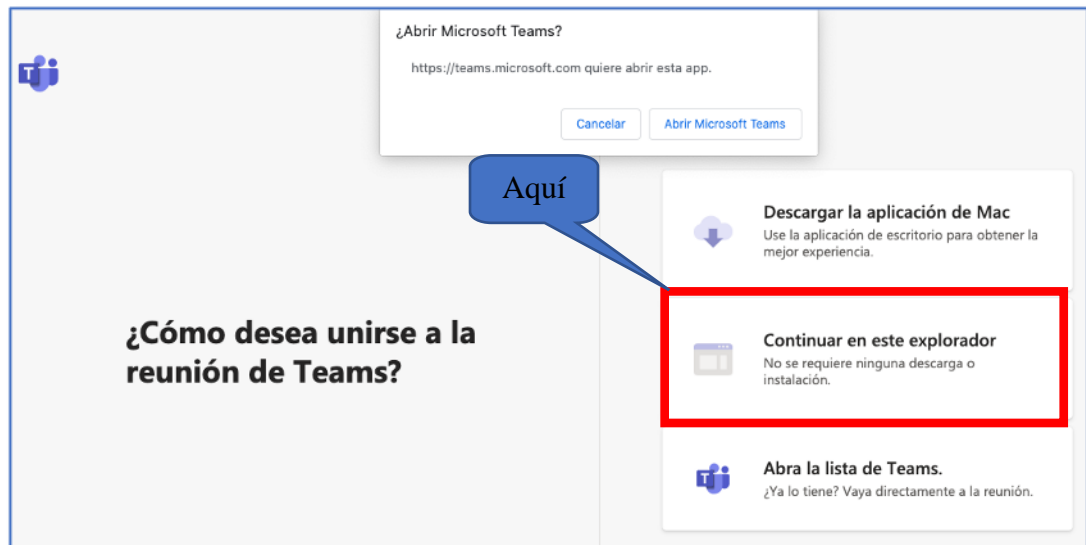 ¿Abrir Microsoft Teams?
https://teams.microsoft.com quiere abrir esta app.
Cancelar
Abrir Microsoft Teams
Aquí
Descargar la aplicación de Mac
Use la aplicación de escritorio para obtener la
mejor experiencia.
¿Cómo desea unirse a la
reunión de Teams?
Continuar en este explorador
No se requiere ninguna descarga o
instalación.
Abra la lista de Teams.
¿Ya lo tiene? Vaya directamente a la reunión.